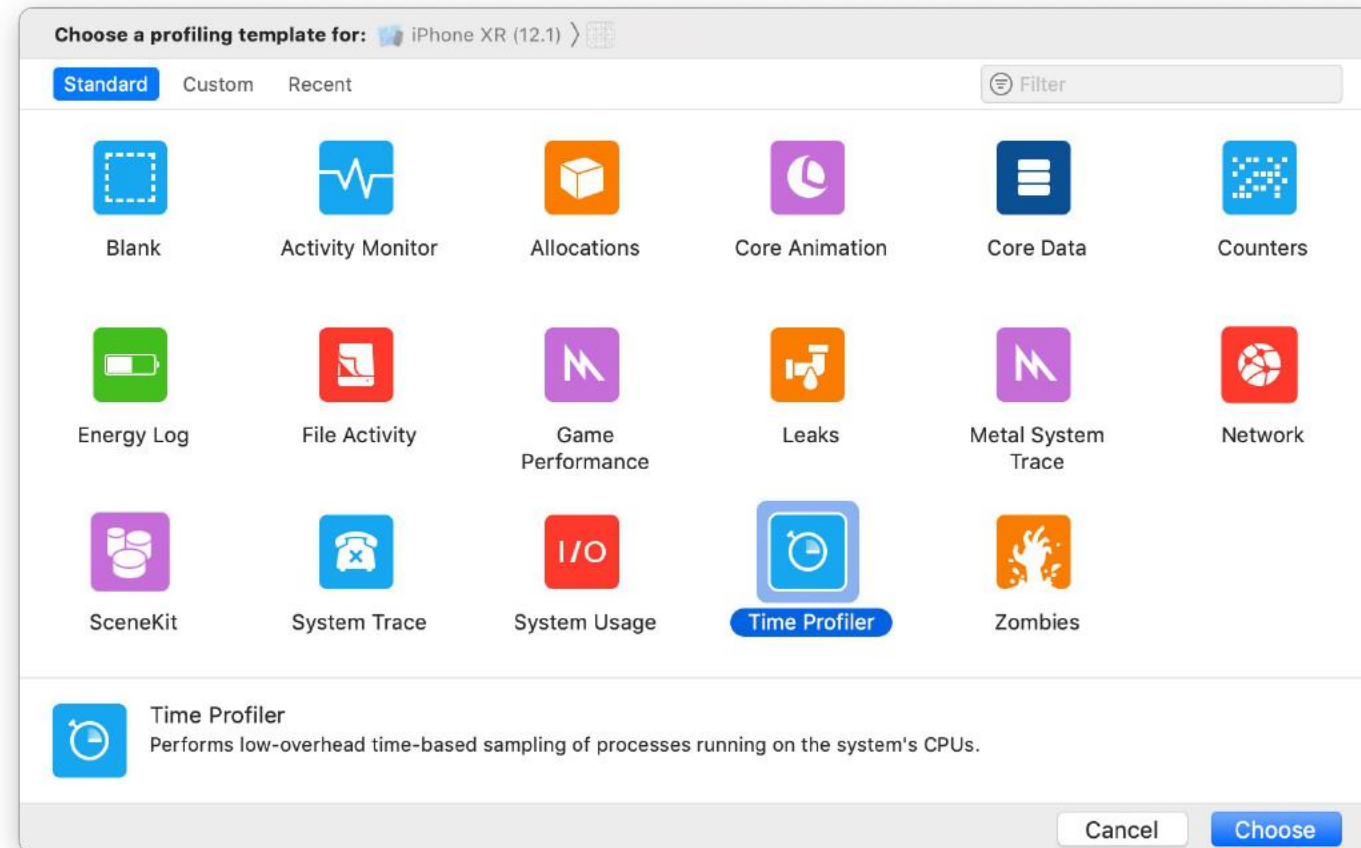 Choose a profiling template for: iPhone XR (12.1)
Standard Custom Recent Filter
Blank Activity Monitor Allocations Core Animation Core Data Counters
Energy Log File Activity Game Performance Leaks Metal System Trace Network
I/O
SceneKit System Trace System Usage Time Profiler Zombies
Time Profiler
Performs low-overhead time-based sampling of processes running on the system's CPUs.
Cancel Choose